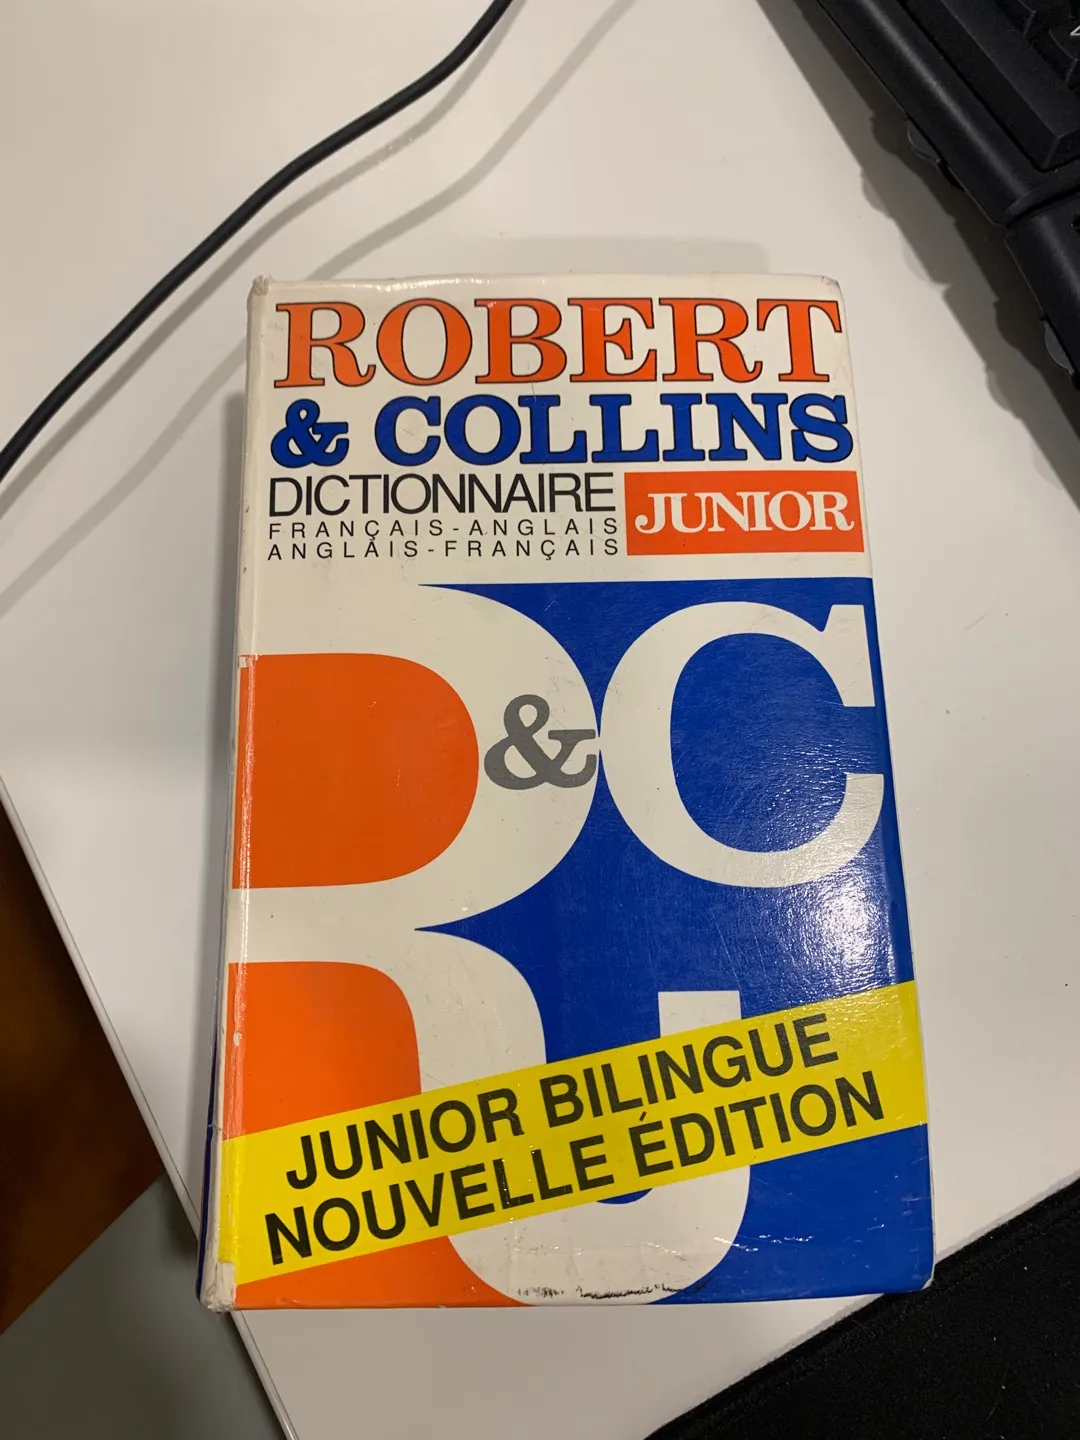 ROBERT
& COLLINS
DICTIONNAIRE
FRANÇAIS-ANGLAIS
ANGLAIS-FRANÇAIS
JUNIOR
R&C
JUNIOR BILINGUE
NOUVELLE ÉDITION